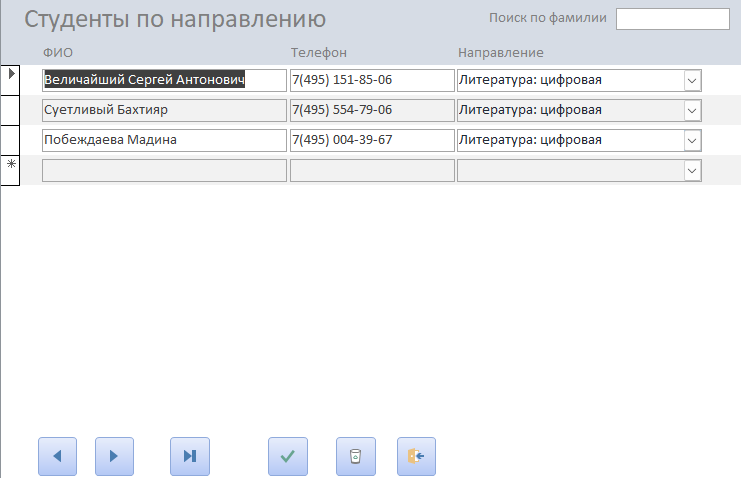 Студенты по направлению Поиск по фамилии
ФИО Телефон Направление
Величайший Сергей Антонович 7(495) 151-85-06 Литература: цифровая
Суетливый Бахтияр 7(495) 554-79-06 Литература: цифровая
Побеждаева Мадина 7(495) 004-39-67 Литература: цифровая